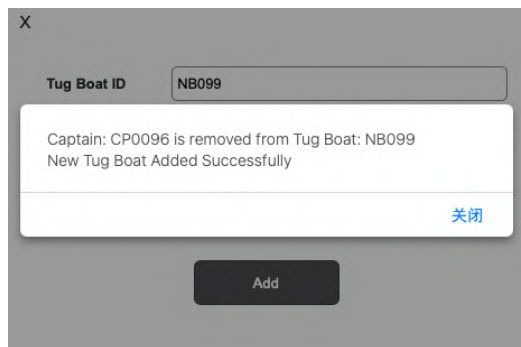 X
Tug Boat ID NB099
Captain: CP0096 is removed from Tug Boat: NB099
New Tug Boat Added Successfully
关闭
Add